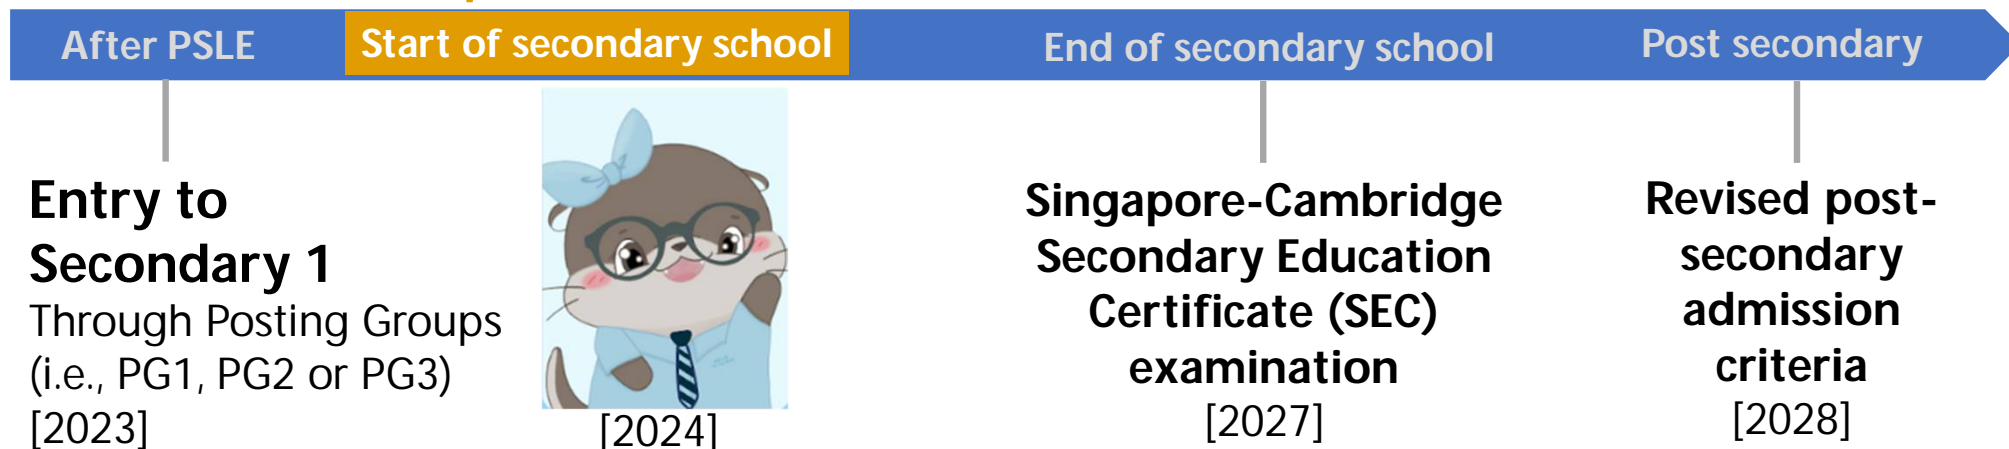 After PSLE
Start of secondary school
End of secondary school
Post secondary
Entry to
Secondary 1
Through Posting Groups
(i.e., PG1, PG2 or PG3)
[2023]
[2024]
Singapore-Cambridge
Secondary Education
Certificate (SEC)
examination
[2027]
Revised post-
secondary
admission
criteria
[2028]